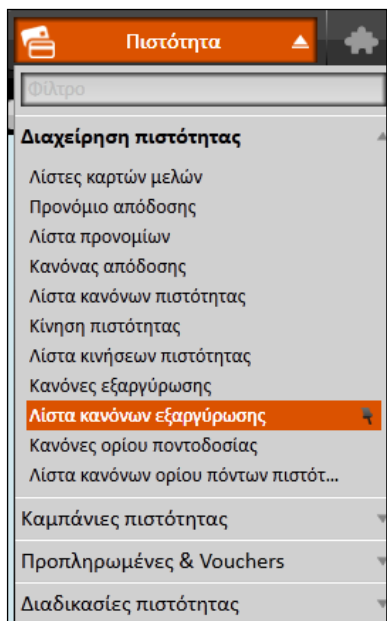 Πιστότητα
Φίλτρο
Διαχείρηση πιστότητας
Λίστες καρτών μελών
Προνόμιο απόδοσης
Λίστα προνομίων
Κανόνας απόδοσης
Λίστα κανόνων πιστότητας
Κίνηση πιστότητας
Λίστα κινήσεων πιστότητας
Κανόνες εξαργύρωσης
Λίστα κανόνων εξαργύρωσης
Κανόνες ορίου ποντοδοσίας
Λίστα κανόνων ορίου πόντων πιστότ...
Καμπάνιες πιστότητας
Προπληρωμένες & Vouchers
Διαδικασίες πιστότητας